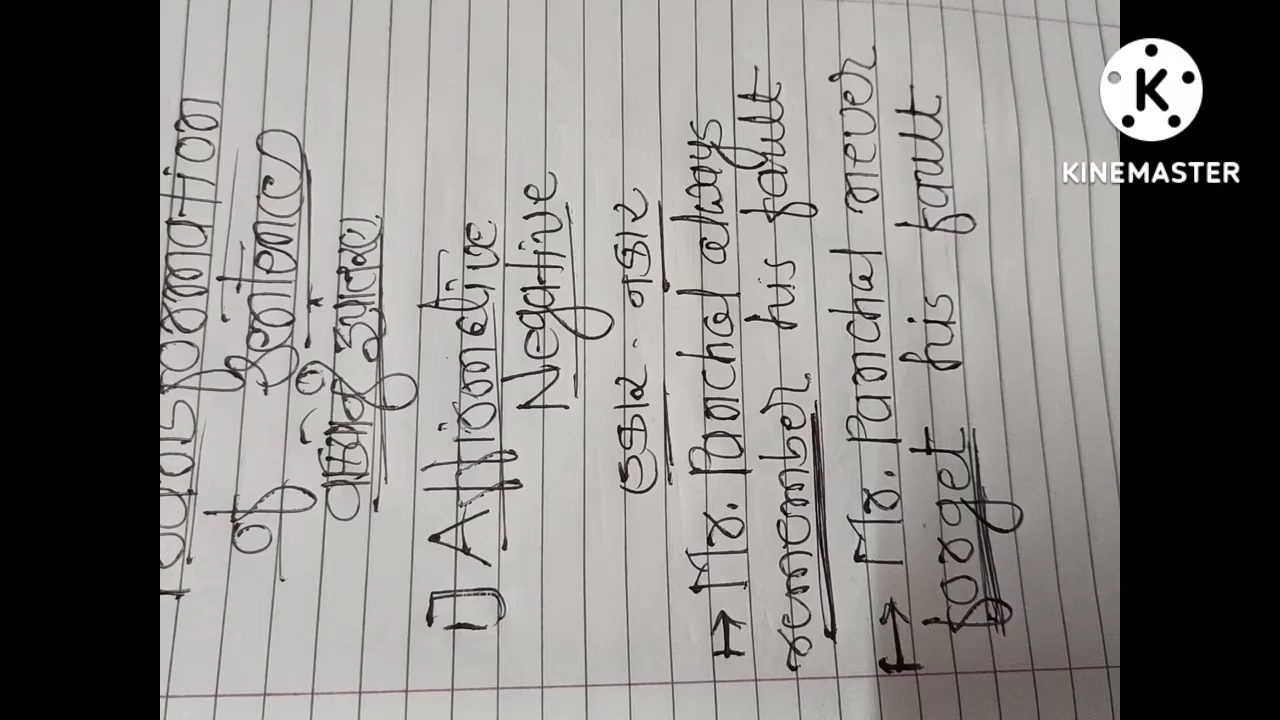 Transformation
of Sentence
1) Affirmative
Negative
હકાર - નકાર
→ Mr. Panchal always
remember his fault
→ Mr. Panchal never
forget his fault
KINEMASTER